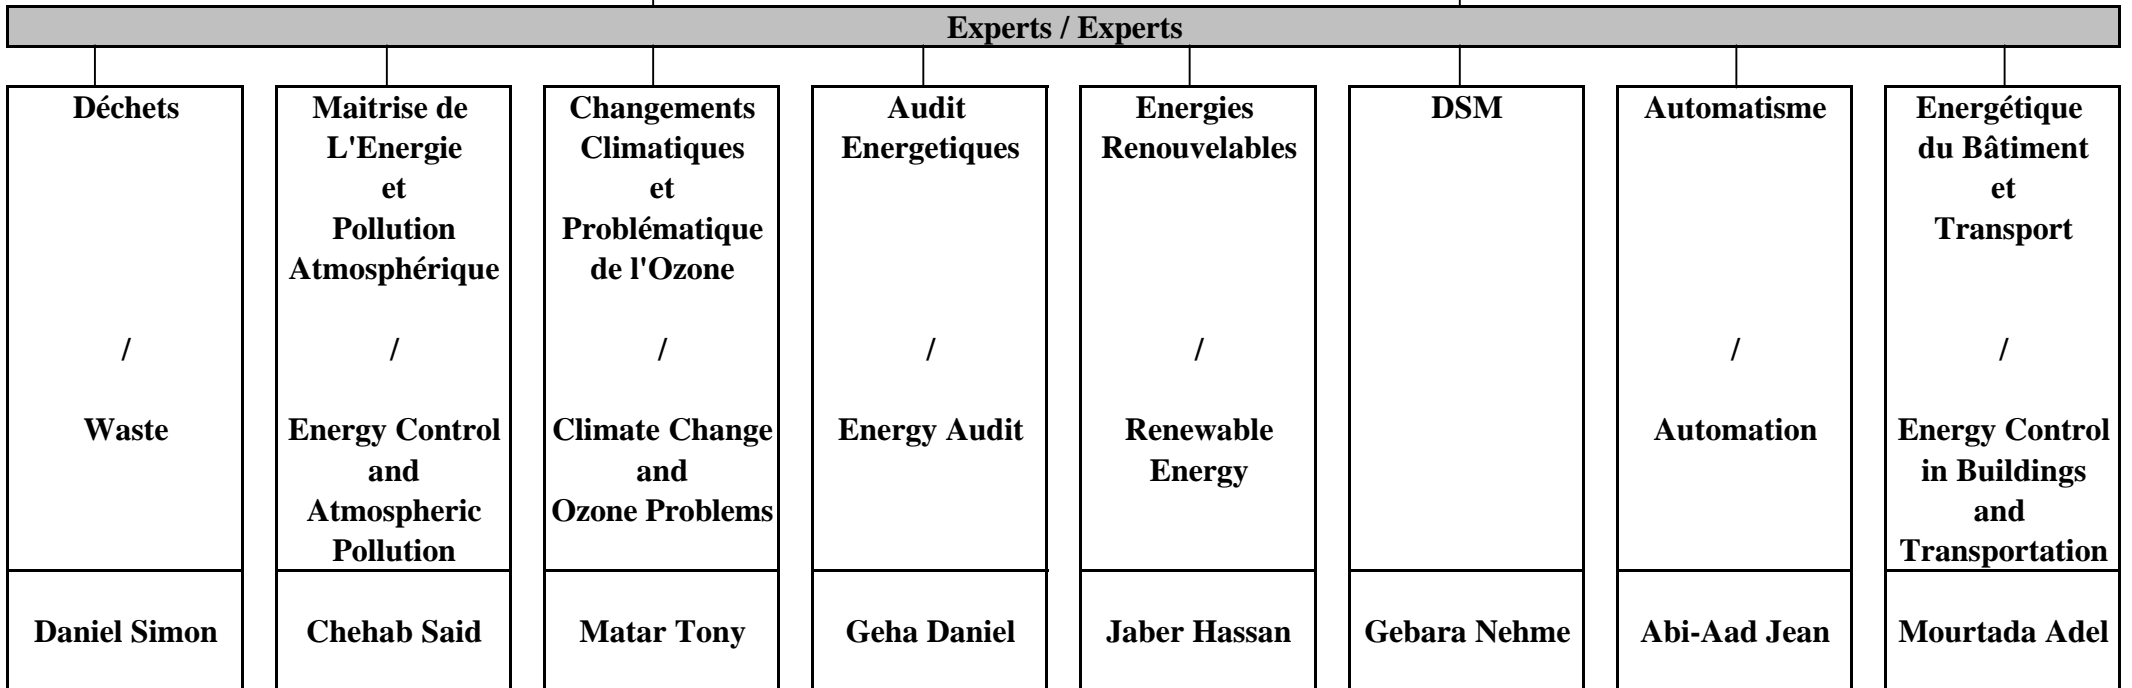 Experts / Experts
Déchets
/
Waste
Daniel Simon
Maitrise de
L'Energie
et
Pollution
Atmosphérique
/
Energy Control
and
Atmospheric
Pollution
Chehab Said
Changements
Climatiques
et
Problématique
de l'Ozone
/
Climate Change
and
Ozone Problems
Matar Tony
Audit
Energetiques
/
Energy Audit
Geha Daniel
Energies
Renouvelables
/
Renewable
Energy
Jaber Hassan
DSM
Gebara Nehme
Automatisme
/
Automation
Abi-Aad Jean
Energétique
du Bâtiment
et
Transport
/
Energy Control
in Buildings
and
Transportation
Mourtada Adel